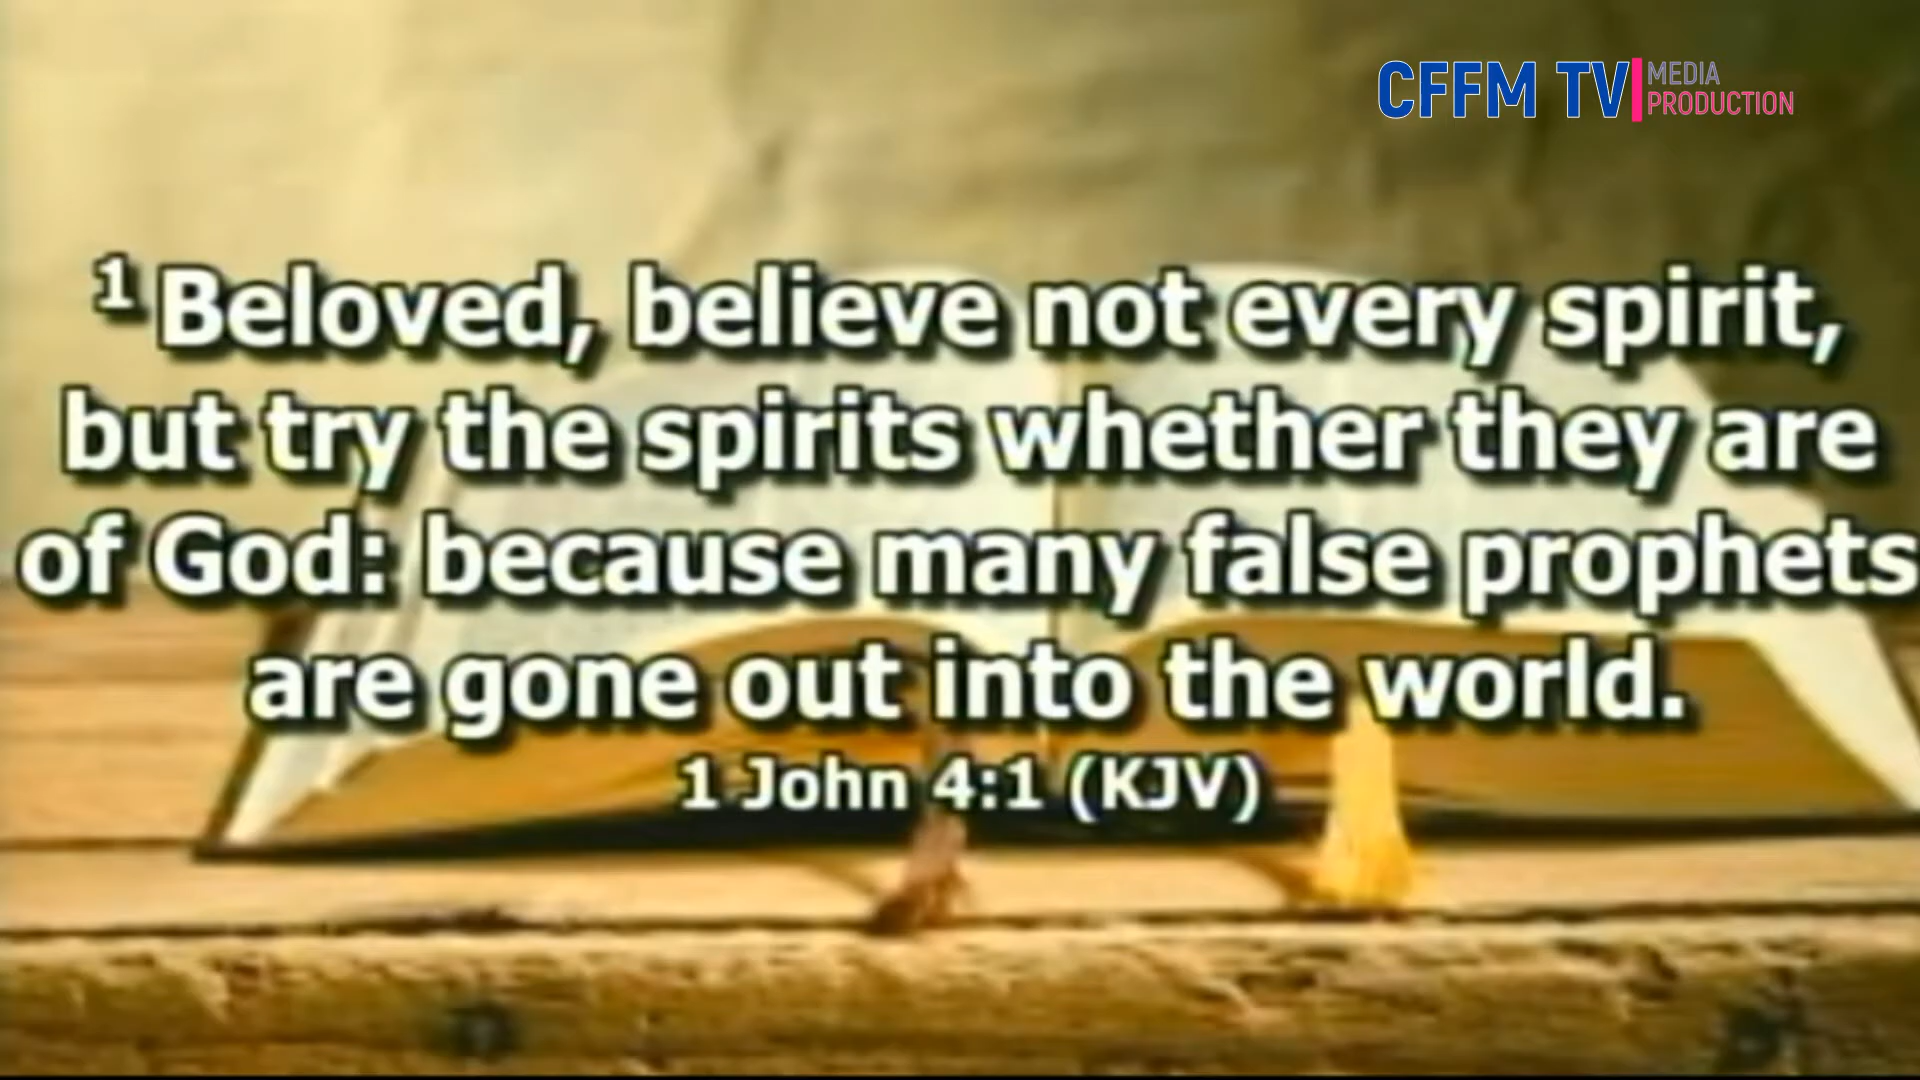 CFFM TV MEDIA
PRODUCTION
1 Beloved, believe not every spirit,
but try the spirits whether they are
of God: because many false prophets
are gone out into the world.
1 John 4:1 (KJV)